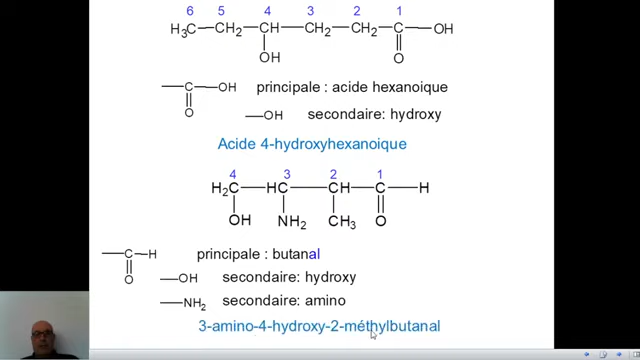 6 5 4 3 2 1
H3C — CH2 — CH — CH2 — CH2 — C — OH
OH O
C — OH principale : acide hexanoique
O
—OH secondaire: hydroxy
Acide 4-hydroxyhexanoique
4 3 2 1
H2C — HC — CH — C — H
OH NH2 CH3 O
C — H principale : butanal
O
—OH secondaire: hydroxy
—NH2 secondaire: amino
3-amino-4-hydroxy-2-méthylbutanal